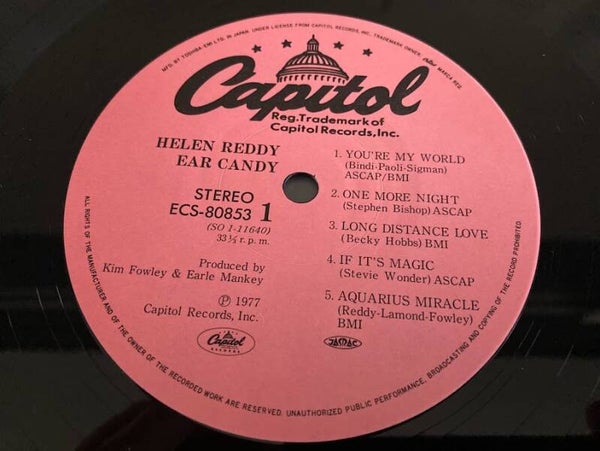 MFD. BY TOSHIBA-EMI LTD. IN JAPAN. UNDER LICENSE FROM CAPITOL RECORDS, INC. TRADEMARK OWNER. Capitol MARCA REG.
Capitol
Reg.Trademark of
Capitol Records,Inc.
HELEN REDDY
EAR CANDY
STEREO
ECS-80853 1
(SO 1-11640)
33⅓ r. p. m.
Produced by
Kim Fowley & Earle Mankey
Ⓟ 1977
Capitol Records, Inc.
Capitol
RECORDS
1. YOU'RE MY WORLD
(Bindi-Paoli-Sigman)
ASCAP/BMI
2. ONE MORE NIGHT
(Stephen Bishop) ASCAP
3. LONG DISTANCE LOVE
(Becky Hobbs) BMI
4. IF IT'S MAGIC
(Stevie Wonder) ASCAP
5. AQUARIUS MIRACLE
(Reddy-Lamond-Fowley)
BMI
JASRAC
ALL RIGHTS OF THE MANUFACTURER AND OF THE OWNER OF THE RECORDED WORK ARE RESERVED. UNAUTHORIZED PUBLIC PERFORMANCE, BROADCASTING AND COPYING OF THE RECORD PROHIBITED.